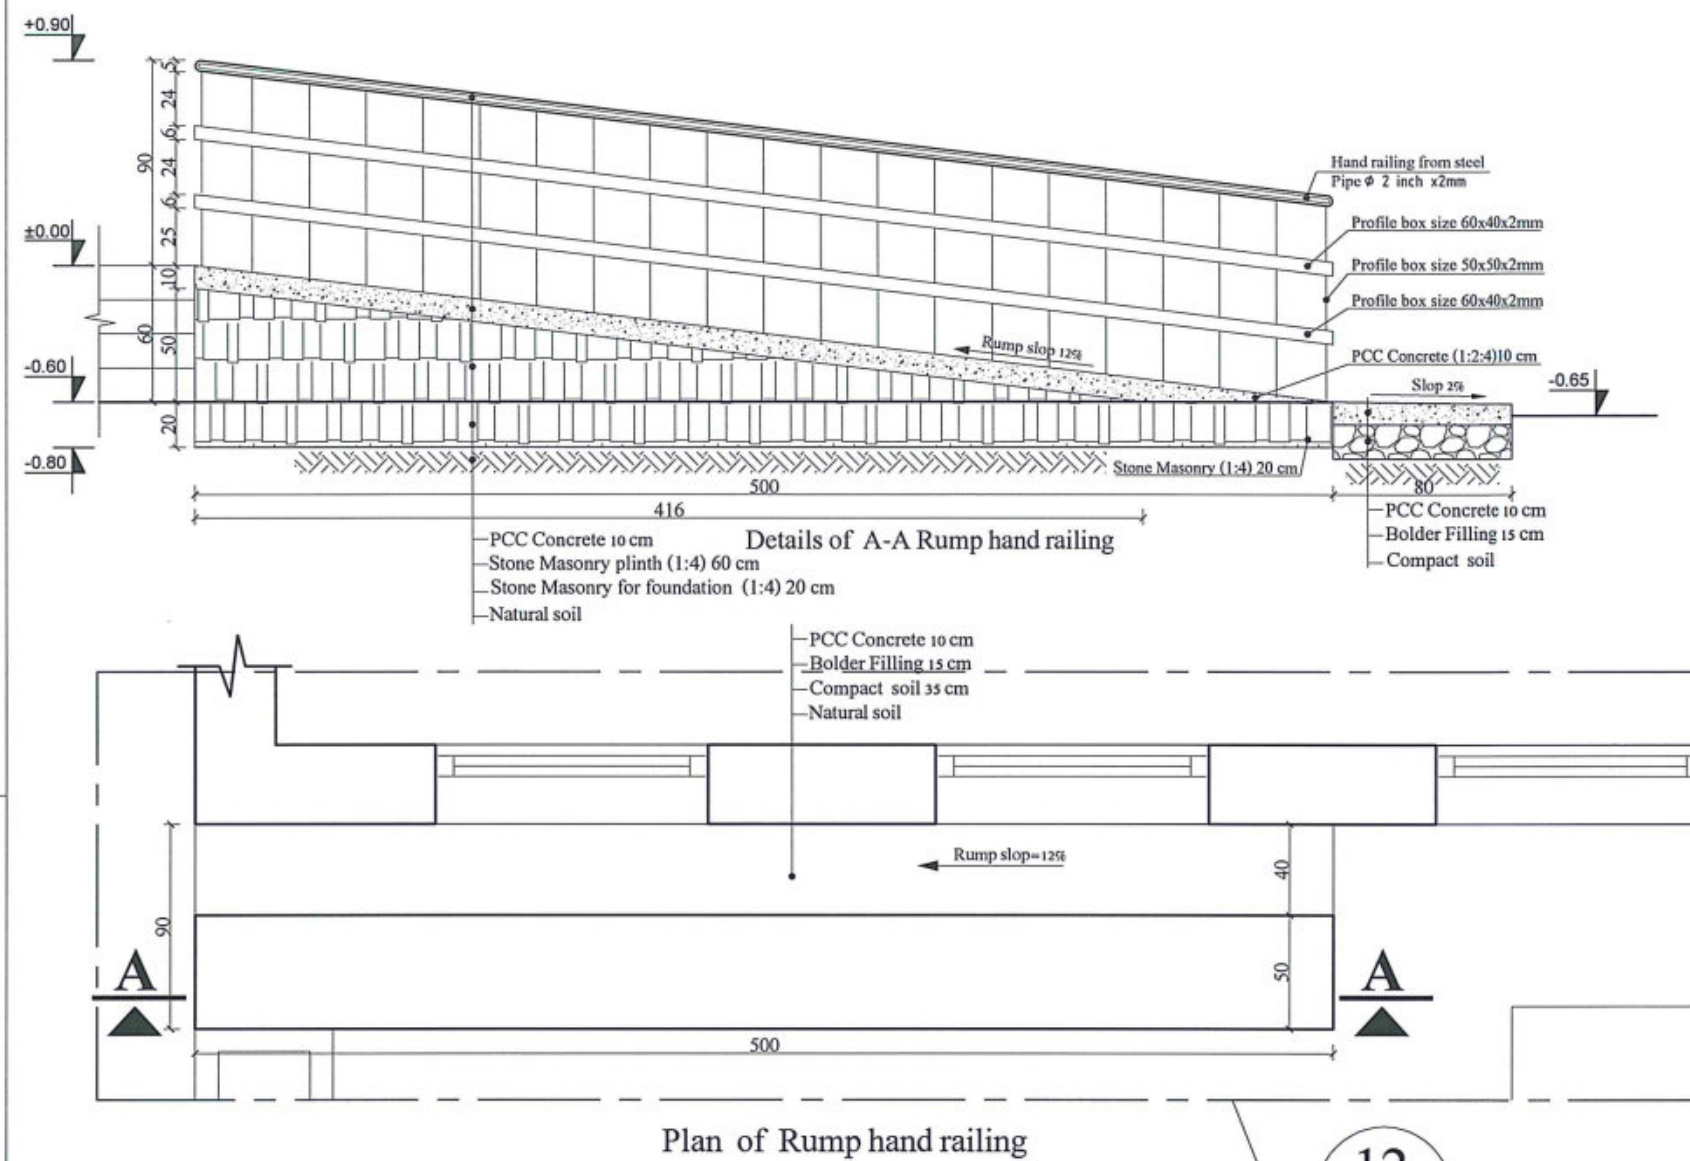 +0.90
5
24
6
24
6
25
10
90
±0.00
60
50
-0.60
20
-0.80
Hand railing from steel
Pipe ϕ 2 inch x2mm
Profile box size 60x40x2mm
Profile box size 50x50x2mm
Profile box size 60x40x2mm
Rump slop 12%
PCC Concrete (1:2:4)10 cm
Slop 2%
-0.65
Stone Masonry (1:4) 20 cm
500
80
416
Details of A-A Rump hand railing
PCC Concrete 10 cm
Bolder Filling 15 cm
Compact soil
PCC Concrete 10 cm
Stone Masonry plinth (1:4) 60 cm
Stone Masonry for foundation (1:4) 20 cm
Natural soil
PCC Concrete 10 cm
Bolder Filling 15 cm
Compact soil 35 cm
Natural soil
Rump slop=12%
40
90
50
A
A
500
Plan of Rump hand railing